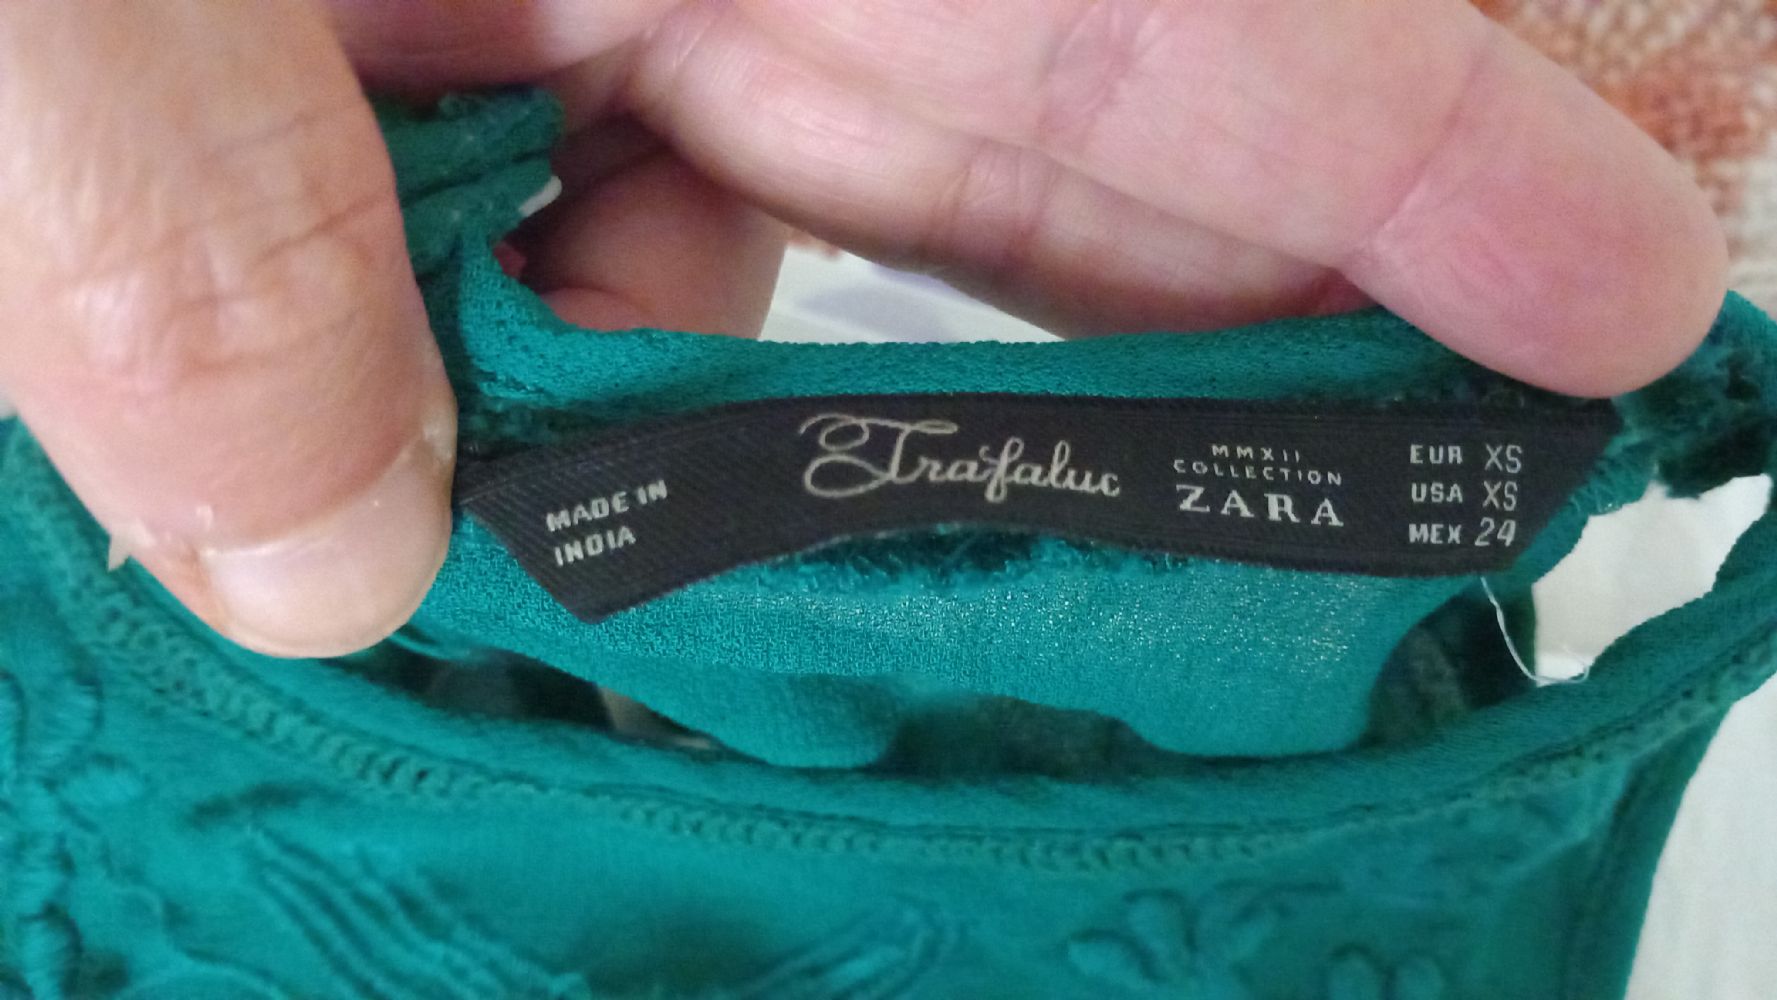 MADE IN
INDIA
Trafaluc
MMXII
COLLECTION
ZARA
EUR XS
USA XS
MEX 24